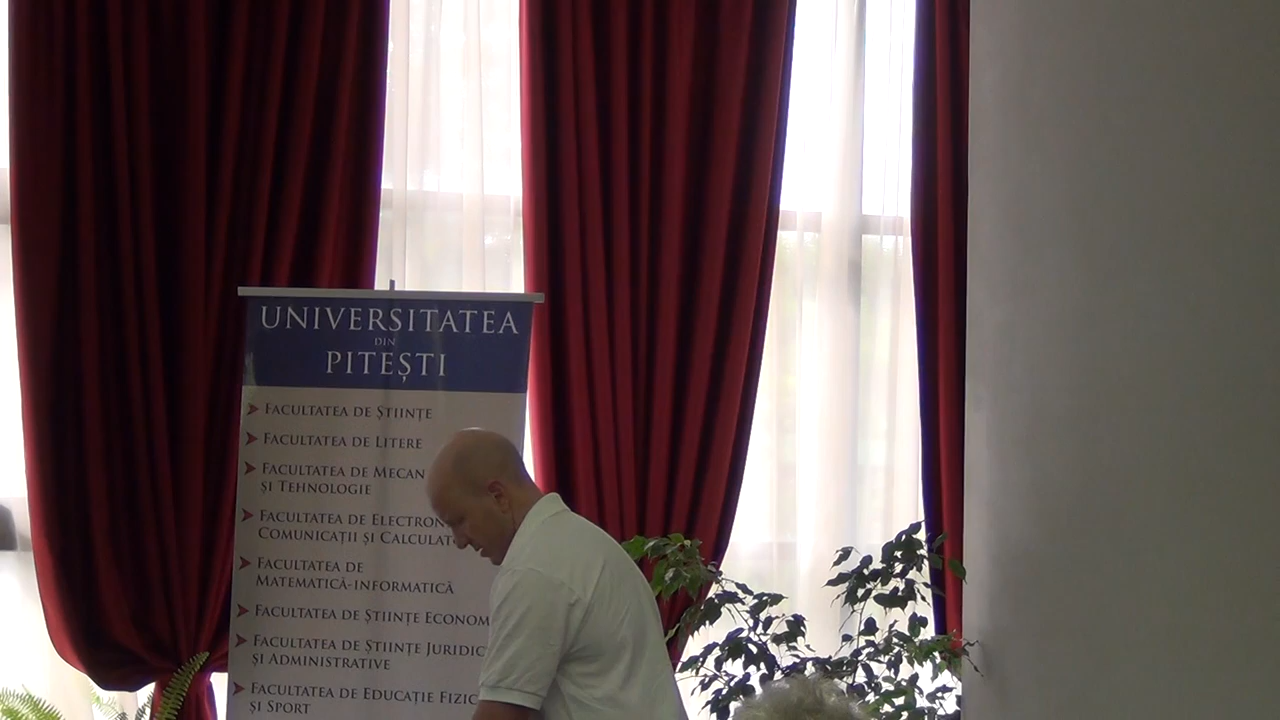 UNIVERSITATEA
DIN
PITEȘTI
FACULTATEA DE ȘTIINȚE
FACULTATEA DE LITERE
FACULTATEA DE MECAN
ȘI TEHNOLOGIE
FACULTATEA DE ELECTRON
COMUNICAȚII ȘI CALCULAT
FACULTATEA DE
MATEMATICĂ-INFORMATICĂ
FACULTATEA DE ȘTIINȚE ECONOM
FACULTATEA DE ȘTIINȚE JURIDIC
ȘI ADMINISTRATIVE
FACULTATEA DE EDUCAȚIE FIZIC
ȘI SPORT